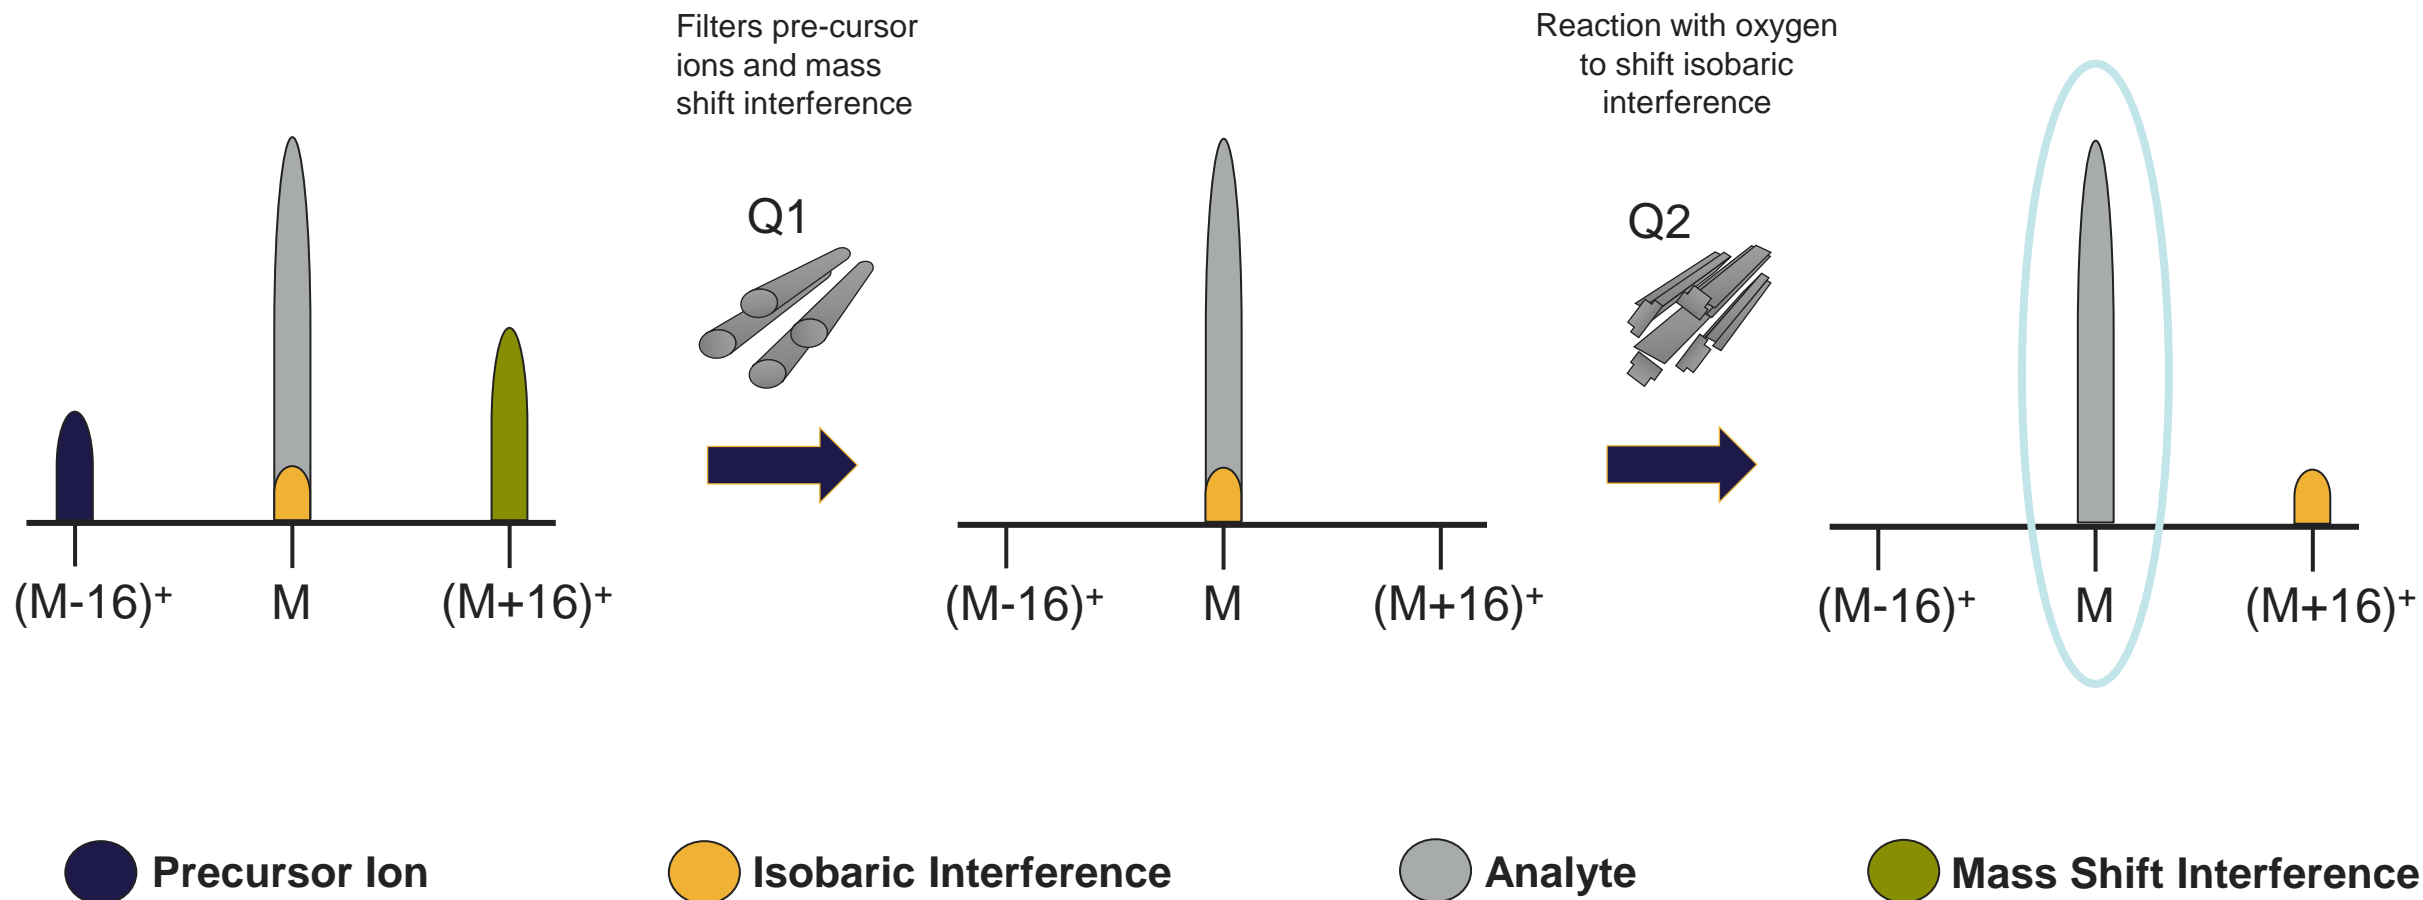 Filters pre-cursor
ions and mass
shift interference
Reaction with oxygen
to shift isobaric
interference
Q1
Q2
(M-16)⁺
M
(M+16)⁺
(M-16)⁺
M
(M+16)⁺
(M-16)⁺
M
(M+16)⁺
Precursor Ion
Isobaric Interference
Analyte
Mass Shift Interference